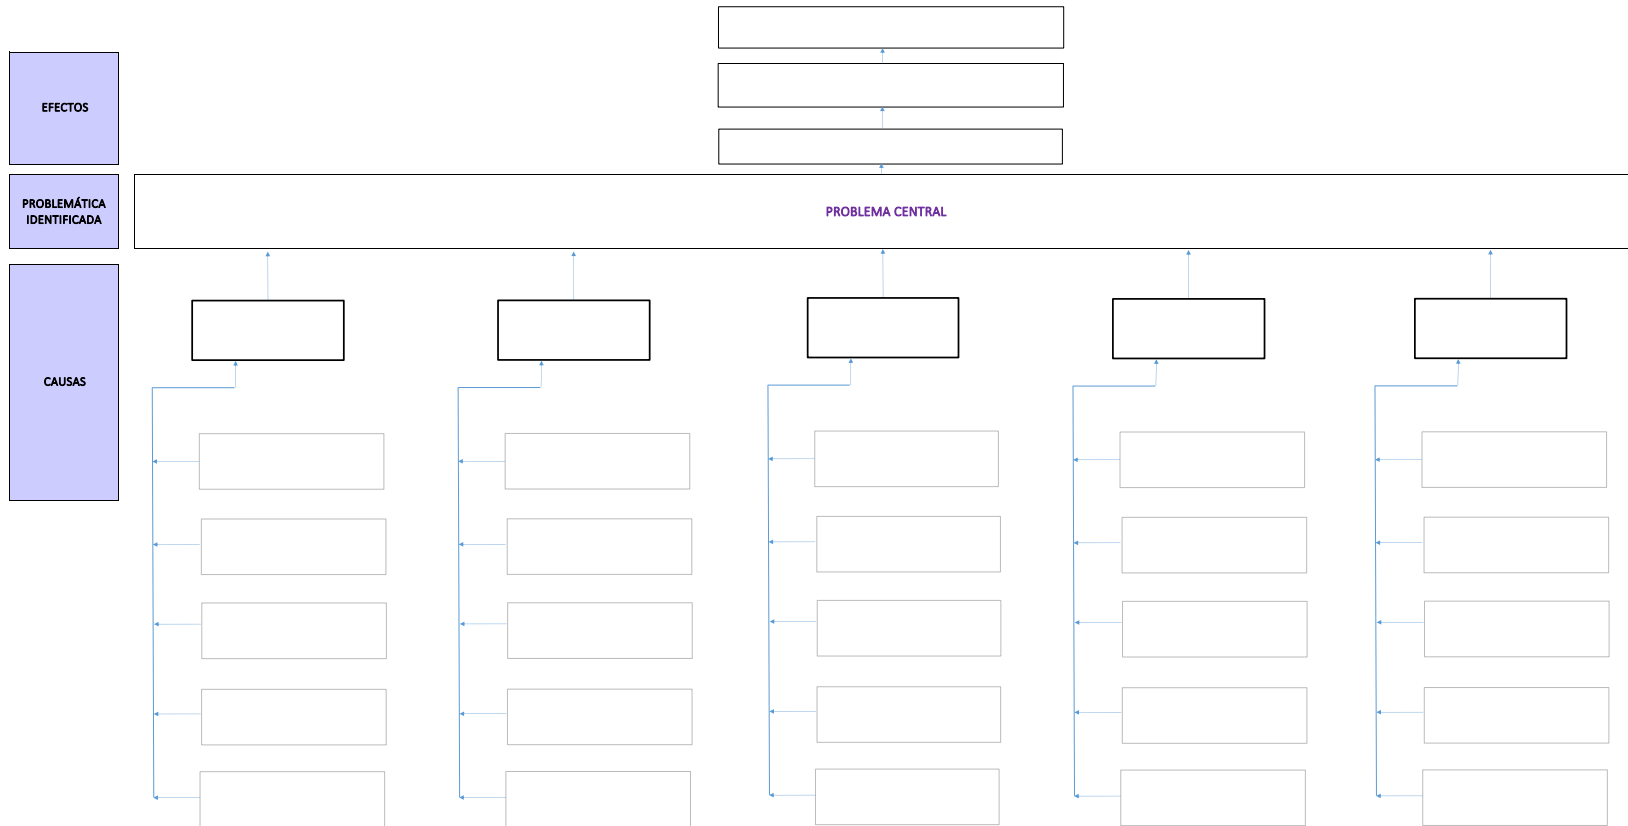 EFECTOS
PROBLEMÁTICA
IDENTIFICADA
PROBLEMA CENTRAL
CAUSAS